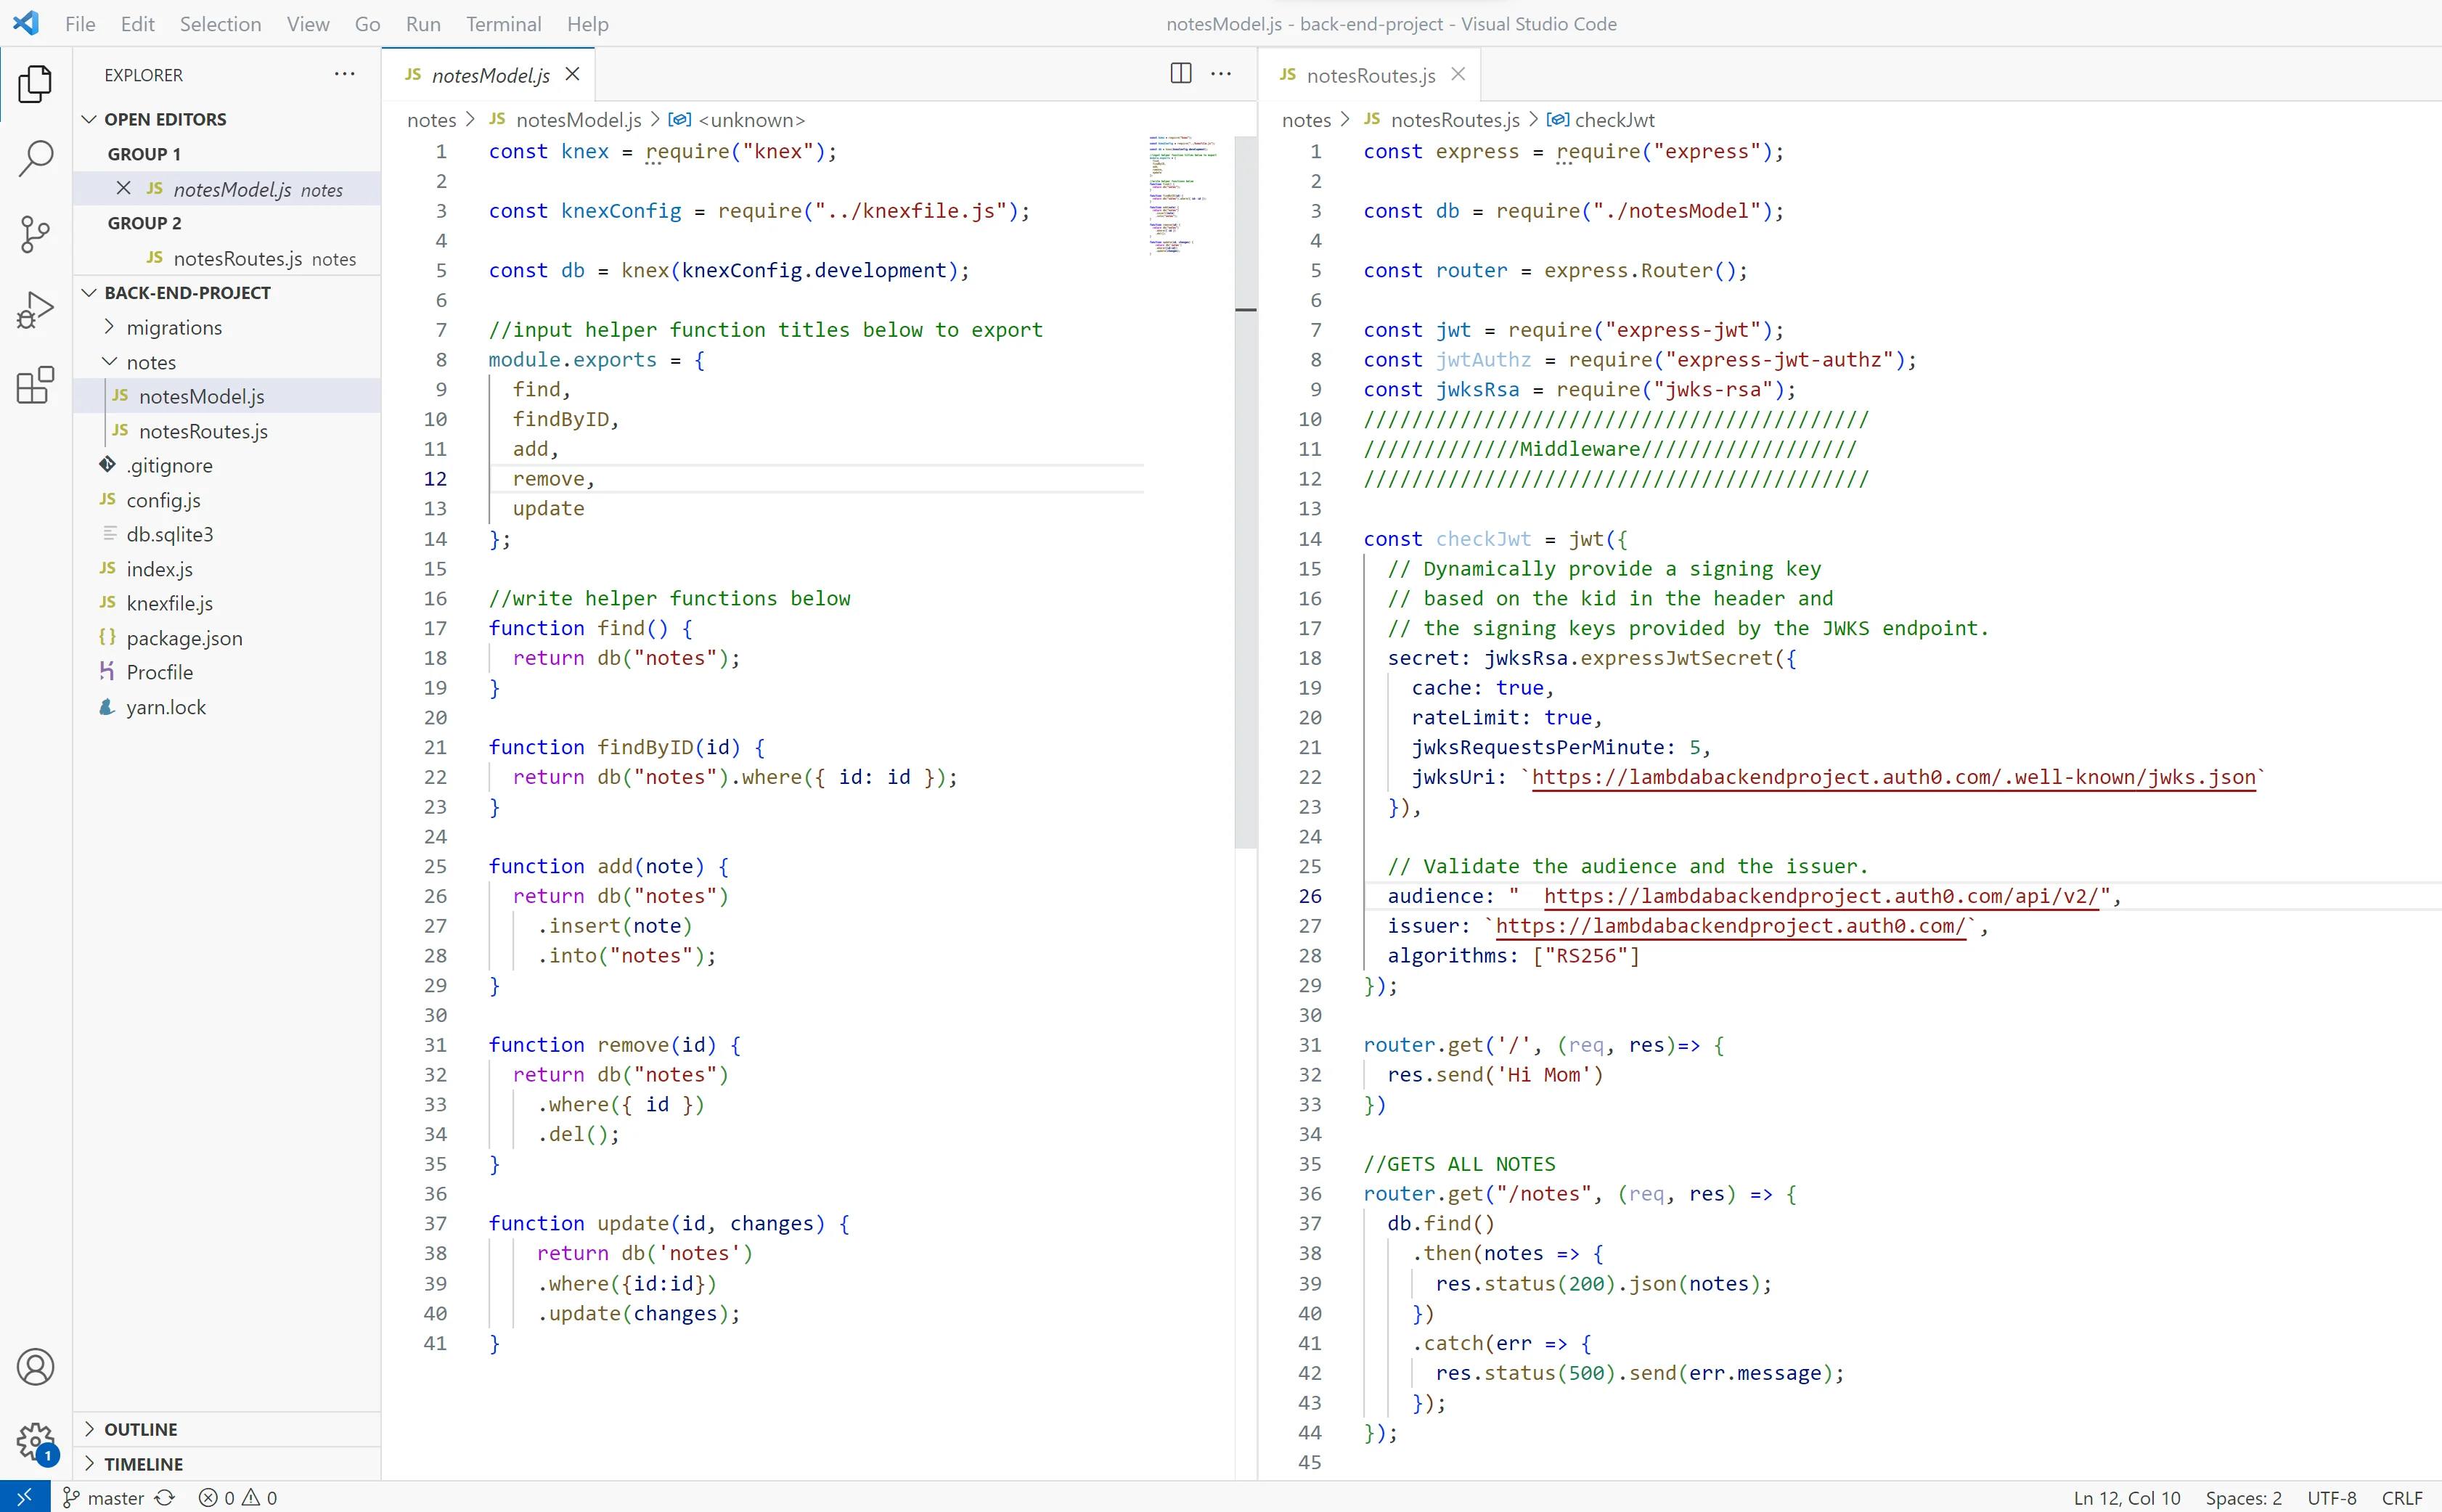 File Edit Selection View Go Run Terminal Help
notesModel.js - back-end-project - Visual Studio Code
EXPLORER
OPEN EDITORS
GROUP 1
JS notesModel.js notes
GROUP 2
JS notesRoutes.js notes
BACK-END-PROJECT
migrations
notes
JS notesModel.js
JS notesRoutes.js
.gitignore
JS config.js
db.sqlite3
JS index.js
JS knexfile.js
{} package.json
Procfile
yarn.lock
OUTLINE
TIMELINE
1
JS notesModel.js
notes > JS notesModel.js > <unknown>
1 const knex = require("knex");
2
3 const knexConfig = require("../knexfile.js");
4
5 const db = knex(knexConfig.development);
6
7 //input helper function titles below to export
8 module.exports = {
9 find,
10 findByID,
11 add,
12 remove,
13 update
14 };
15
16 //write helper functions below
17 function find() {
18 return db("notes");
19 }
20
21 function findByID(id) {
22 return db("notes").where({ id: id });
23 }
24
25 function add(note) {
26 return db("notes")
27 .insert(note)
28 .into("notes");
29 }
30
31 function remove(id) {
32 return db("notes")
33 .where({ id })
34 .del();
35 }
36
37 function update(id, changes) {
38 return db('notes')
39 .where({id:id})
40 .update(changes);
41 }
JS notesRoutes.js
notes > JS notesRoutes.js > checkJwt
1 const express = require("express");
2
3 const db = require("./notesModel");
4
5 const router = express.Router();
6
7 const jwt = require("express-jwt");
8 const jwtAuthz = require("express-jwt-authz");
9 const jwksRsa = require("jwks-rsa");
10 //////////////////////////////////////////
11 /////////////Middleware//////////////////
12 //////////////////////////////////////////
13
14 const checkJwt = jwt({
15 // Dynamically provide a signing key
16 // based on the kid in the header and
17 // the signing keys provided by the JWKS endpoint.
18 secret: jwksRsa.expressJwtSecret({
19 cache: true,
20 rateLimit: true,
21 jwksRequestsPerMinute: 5,
22 jwksUri: `https://lambdabackendproject.auth0.com/.well-known/jwks.json`
23 }),
24
25 // Validate the audience and the issuer.
26 audience: "  https://lambdabackendproject.auth0.com/api/v2/",
27 issuer: `https://lambdabackendproject.auth0.com/`,
28 algorithms: ["RS256"]
29 });
30
31 router.get('/', (req, res)=> {
32 res.send('Hi Mom')
33 })
34
35 //GETS ALL NOTES
36 router.get("/notes", (req, res) => {
37 db.find()
38 .then(notes => {
39 res.status(200).json(notes);
40 })
41 .catch(err => {
42 res.status(500).send(err.message);
43 });
44 });
45
master 0 0
Ln 12, Col 10 Spaces: 2 UTF-8 CRLF